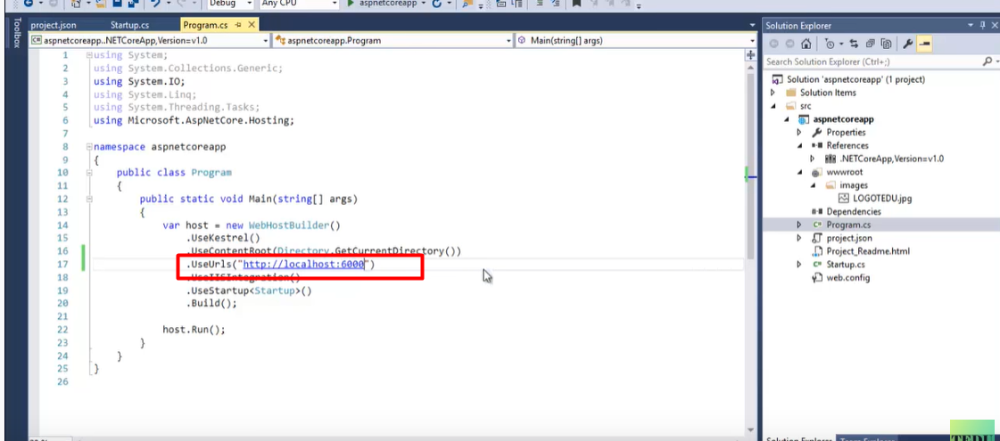 Debug
Any CPU
aspnetcoreapp
Toolbox
project.json
Startup.cs
Program.cs
aspnetcoreapp..NETCoreApp,Version=v1.0
aspnetcoreapp.Program
Main(string[] args)
1 using System;
2 using System.Collections.Generic;
3 using System.IO;
4 using System.Linq;
5 using System.Threading.Tasks;
6 using Microsoft.AspNetCore.Hosting;
7
8 namespace aspnetcoreapp
9 {
10 public class Program
11 {
12 public static void Main(string[] args)
13 {
14 var host = new WebHostBuilder()
15 .UseKestrel()
16 .UseContentRoot(Directory.GetCurrentDirectory())
17 .UseUrls("http://localhost:6000")
18 .UseIISIntegration()
19 .UseStartup<Startup>()
20 .Build();
21
22 host.Run();
23 }
24 }
25 }
26
Solution Explorer
Search Solution Explorer (Ctrl+;)
Solution 'aspnetcoreapp' (1 project)
Solution Items
src
aspnetcoreapp
Properties
References
.NETCoreApp,Version=v1.0
wwwroot
images
LOGOTEDU.jpg
Dependencies
Program.cs
project.json
Project_Readme.html
Startup.cs
web.config
Solution Explorer
Team Explorer
TEDU